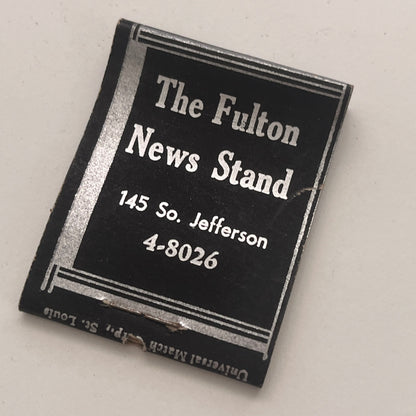 The Fulton
News Stand
145 So. Jefferson
4-8026
Universal Match Corp., St. Louis